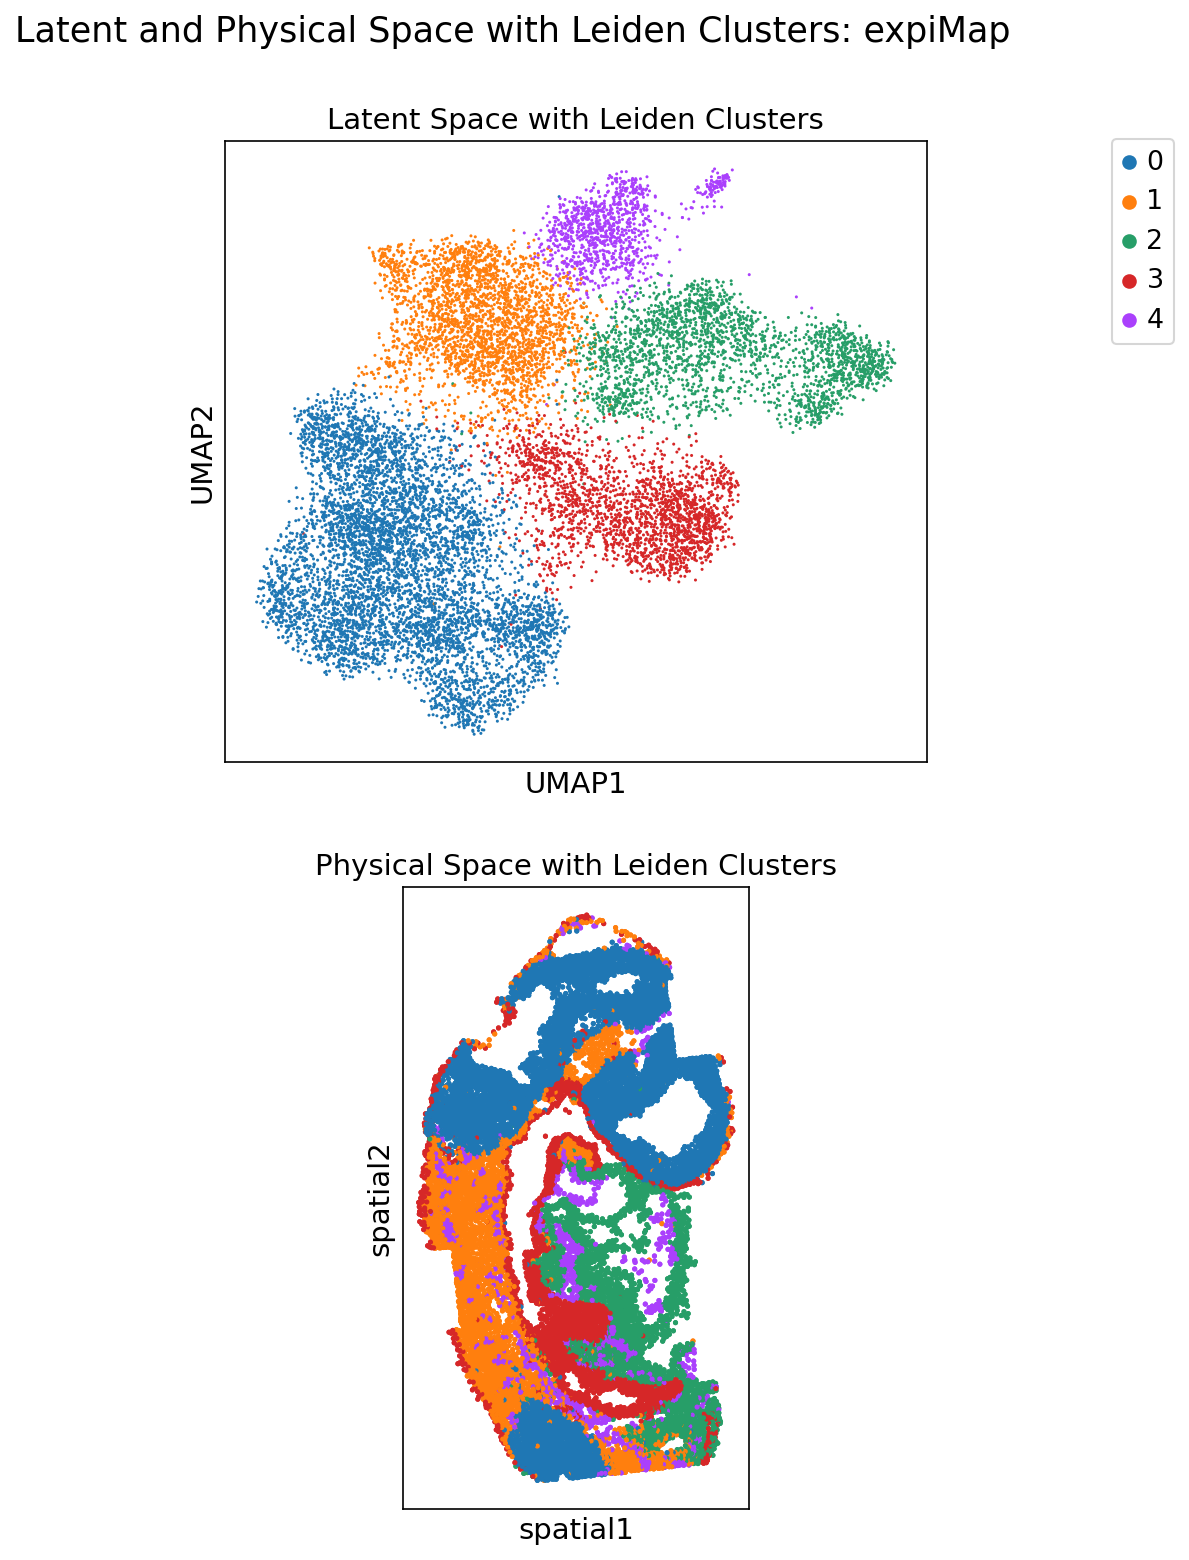 Latent and Physical Space with Leiden Clusters: expiMap
Latent Space with Leiden Clusters
0
1
2
3
4
UMAP2
UMAP1
Physical Space with Leiden Clusters
spatial2
spatial1